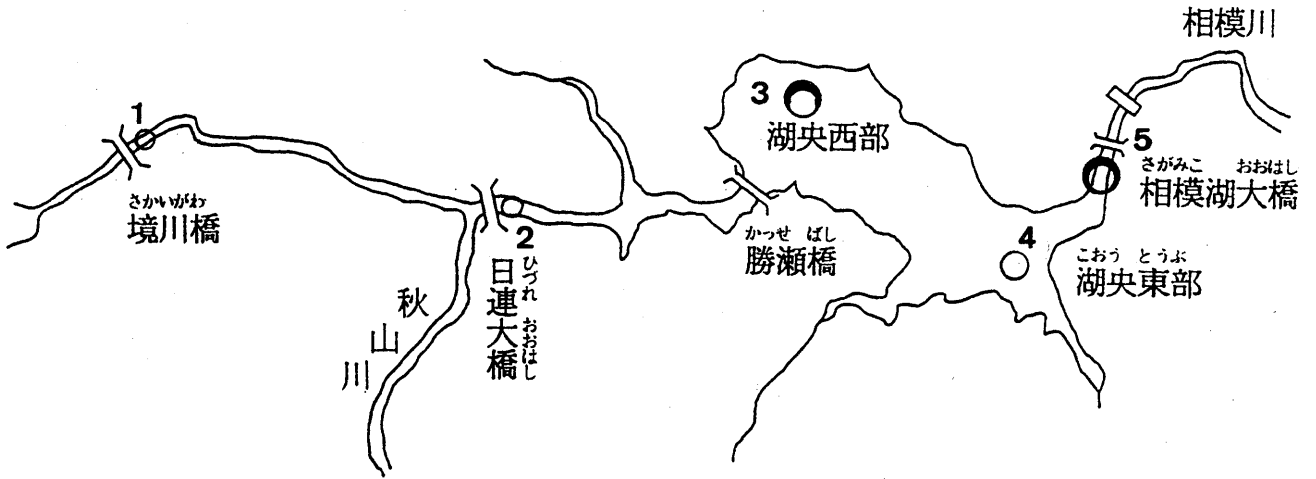 相模川
1
さかいがわ
境川橋
2
ひづれ おおはし
日連大橋
秋山川
3
湖央西部
かっせ ばし
勝瀬橋
4
こおう とうぶ
湖央東部
5
さがみこ おおはし
相模湖大橋